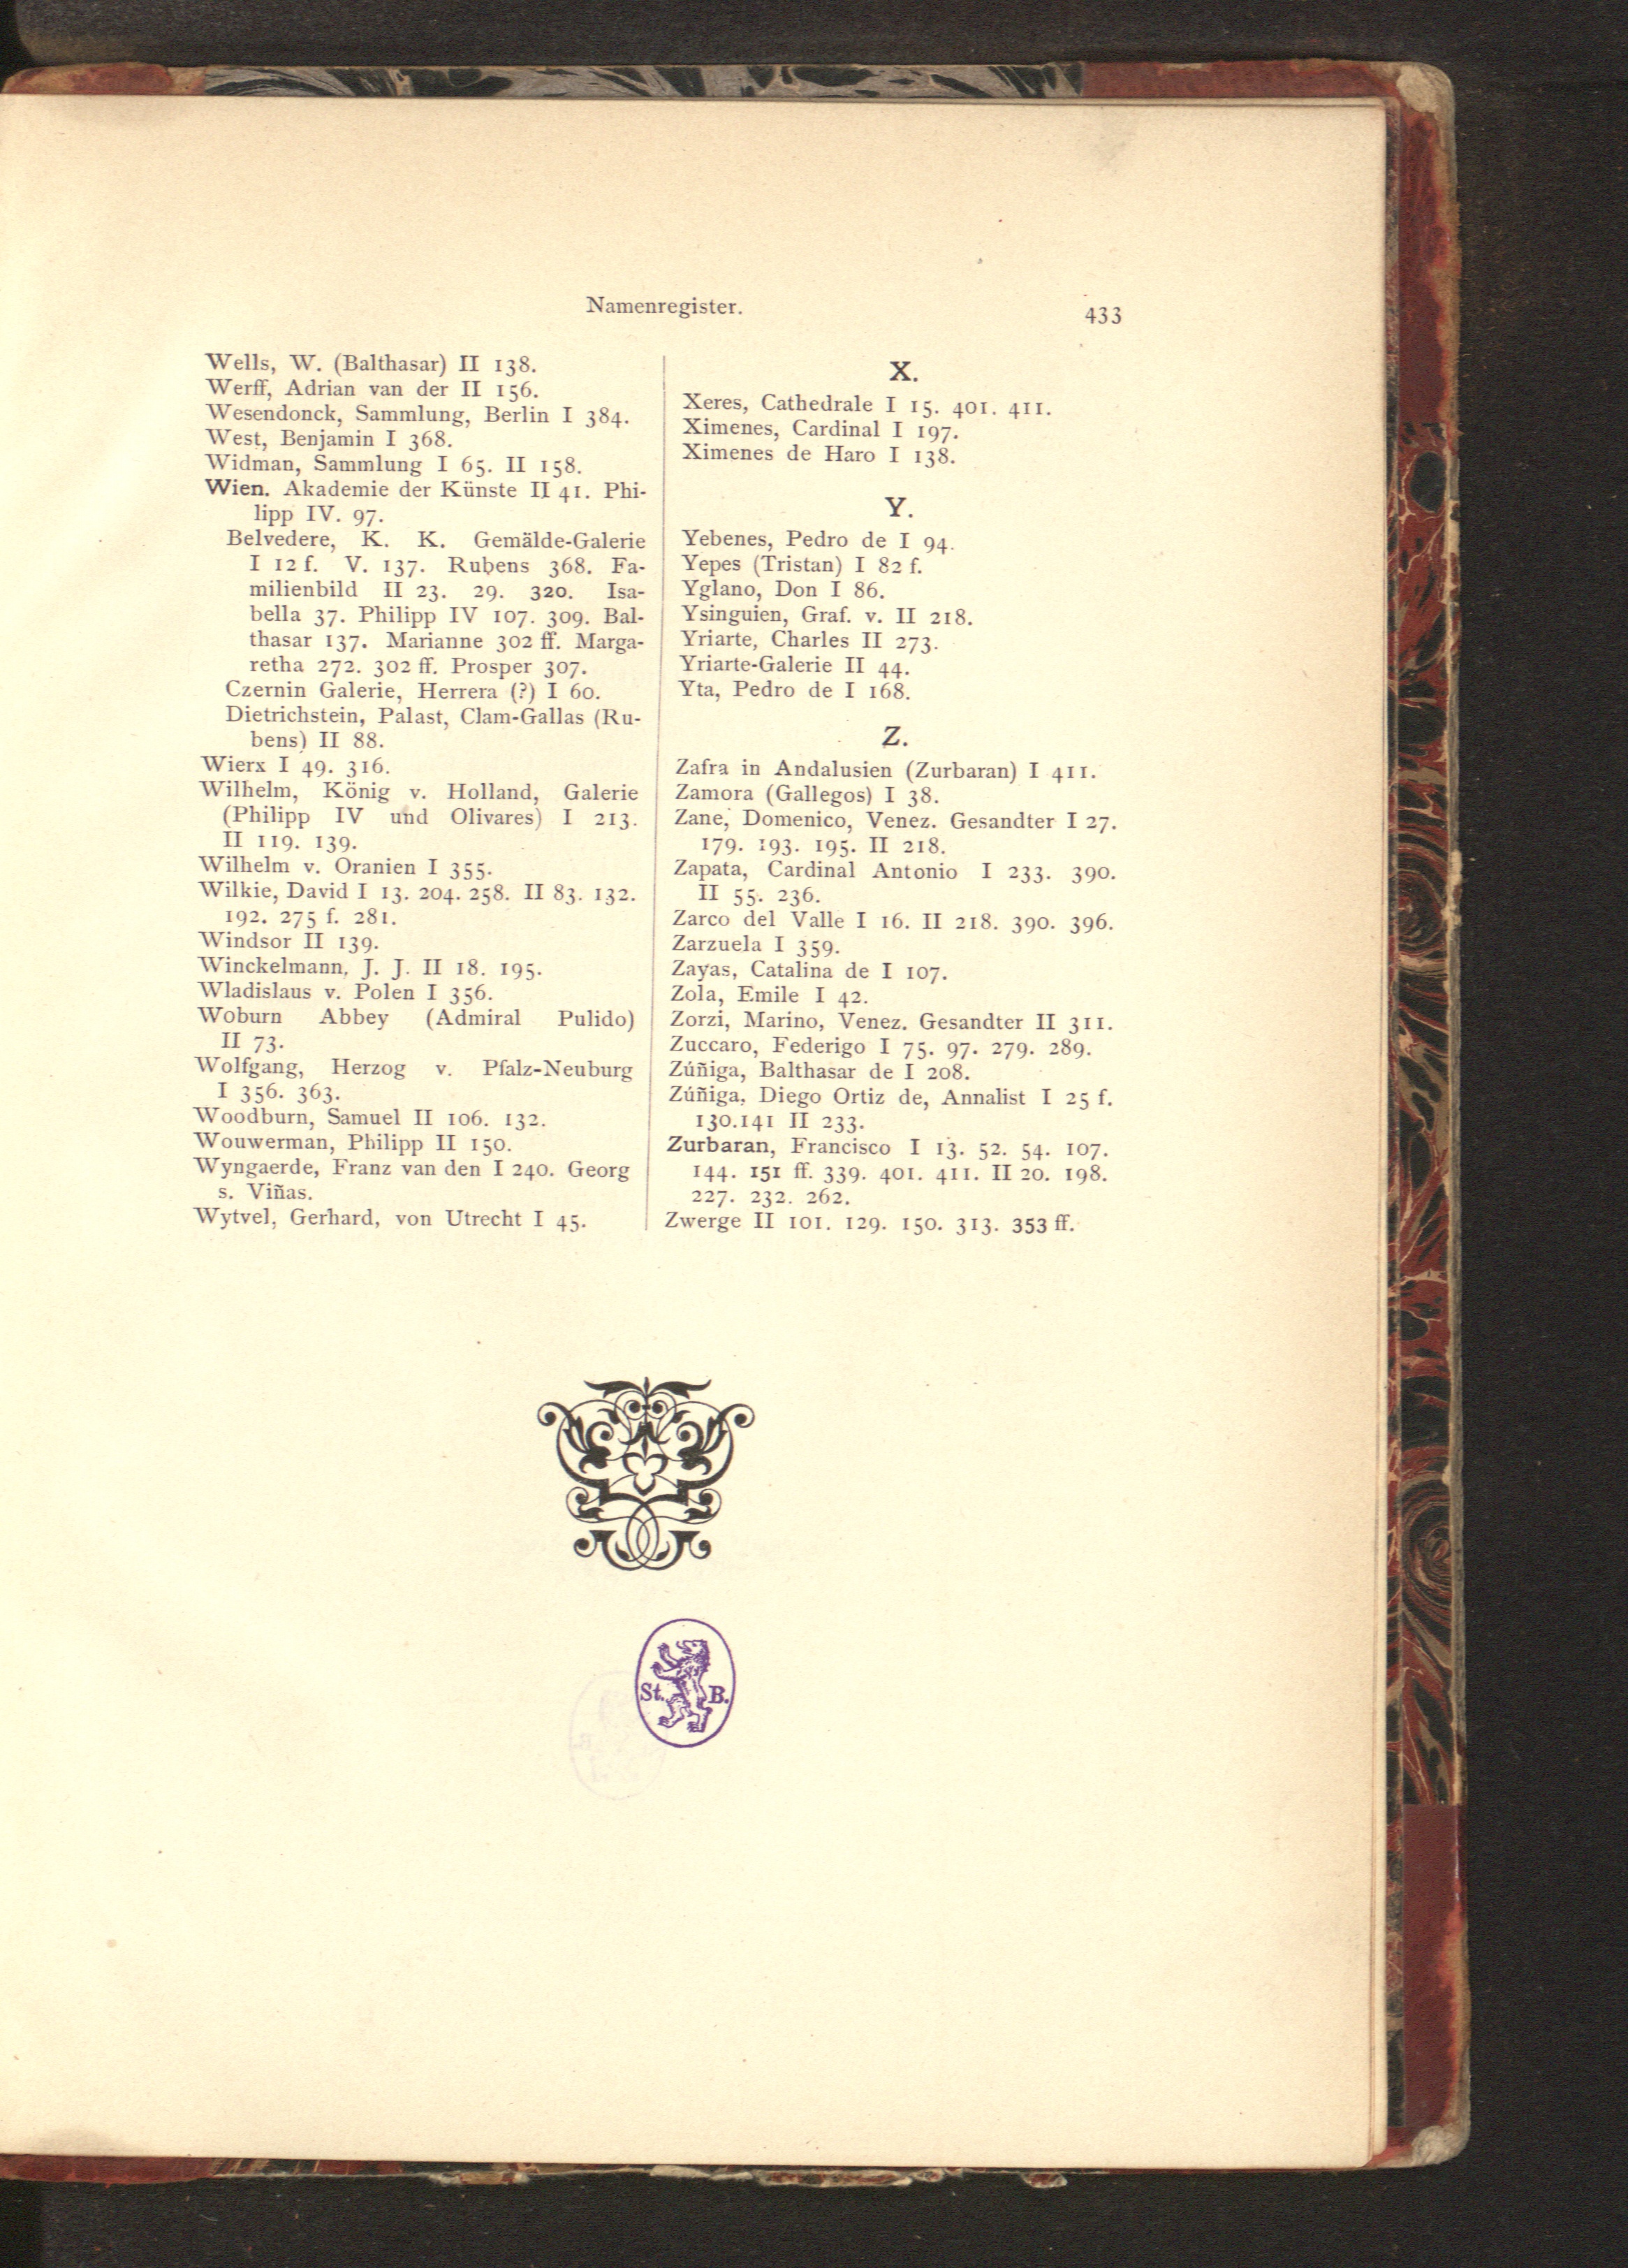 Namenregister.
433
Wells, W. (Balthasar) II 138.
Werff, Adrian van der II 156.
Wesendonck, Sammlung, Berlin I 384.
West, Benjamin I 368.
Widman, Sammlung I 65. II 158.
Wien. Akademie der Künste II 41. Phi-
lipp IV. 97.
Belvedere, K. K. Gemälde-Galerie
I 12 f. V. 137. Rubens 368. Fa-
milienbild II 23. 29. 320. Isa-
bella 37. Philipp IV 107. 309. Bal-
thasar 137. Marianne 302 ff. Marga-
retha 272. 302 ff. Prosper 307.
Czernin Galerie, Herrera (?) I 60.
Dietrichstein, Palast, Clam-Gallas (Ru-
bens) II 88.
Wierx I 49. 316.
Wilhelm, König v. Holland, Galerie
(Philipp IV und Olivares) I 213.
II 119. 139.
Wilhelm v. Oranien I 355.
Wilkie, David I 13. 204. 258. II 83. 132.
192. 275 f. 281.
Windsor II 139.
Winckelmann, J. J. II 18. 195.
Wladislaus v. Polen I 356.
Woburn Abbey (Admiral Pulido)
II 73.
Wolfgang, Herzog v. Pfalz-Neuburg
I 356. 363.
Woodburn, Samuel II 106. 132.
Wouwerman, Philipp II 150.
Wyngaerde, Franz van den I 240. Georg
s. Viñas.
Wytvel, Gerhard, von Utrecht I 45.
X.
Xeres, Cathedrale I 15. 401. 411.
Ximenes, Cardinal I 197.
Ximenes de Haro I 138.
Y.
Yebenes, Pedro de I 94.
Yepes (Tristan) I 82 f.
Yglano, Don I 86.
Ysinguien, Graf. v. II 218.
Yriarte, Charles II 273.
Yriarte-Galerie II 44.
Yta, Pedro de I 168.
Z.
Zafra in Andalusien (Zurbaran) I 411.
Zamora (Gallegos) I 38.
Zane, Domenico, Venez. Gesandter I 27.
179. 193. 195. II 218.
Zapata, Cardinal Antonio I 233. 390.
II 55. 236.
Zarco del Valle I 16. II 218. 390. 396.
Zarzuela I 359.
Zayas, Catalina de I 107.
Zola, Emile I 42.
Zorzi, Marino, Venez. Gesandter II 311.
Zuccaro, Federigo I 75. 97. 279. 289.
Zúñiga, Balthasar de I 208.
Zúñiga, Diego Ortiz de, Annalist I 25 f.
130.141 II 233.
Zurbaran, Francisco I 13. 52. 54. 107.
144. 151 ff. 339. 401. 411. II 20. 198.
227. 232. 262.
Zwerge II 101. 129. 150. 313. 353 ff.
St. B.